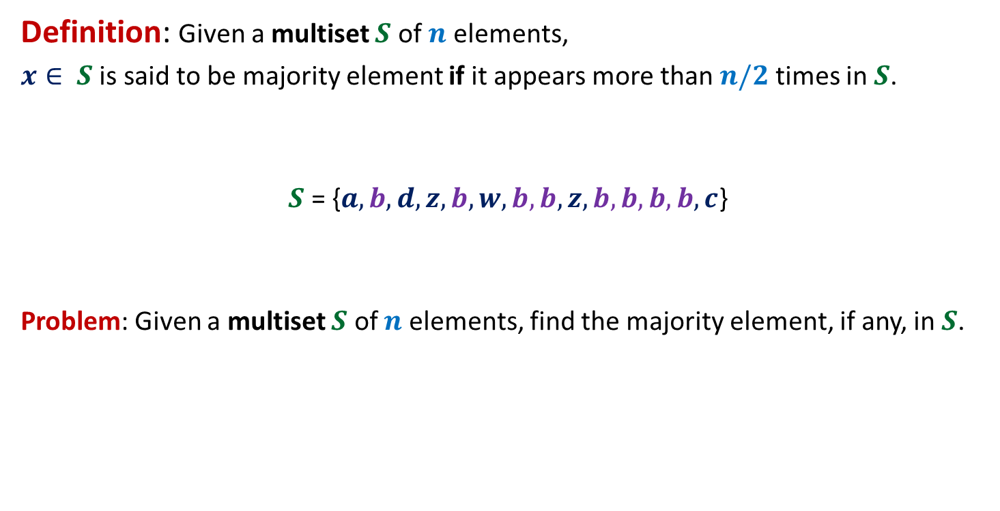 Definition: Given a multiset S of n elements,
x ∈ S is said to be majority element if it appears more than n/2 times in S.
S = {a, b, d, z, b, w, b, b, z, b, b, b, b, c}
Problem: Given a multiset S of n elements, find the majority element, if any, in S.